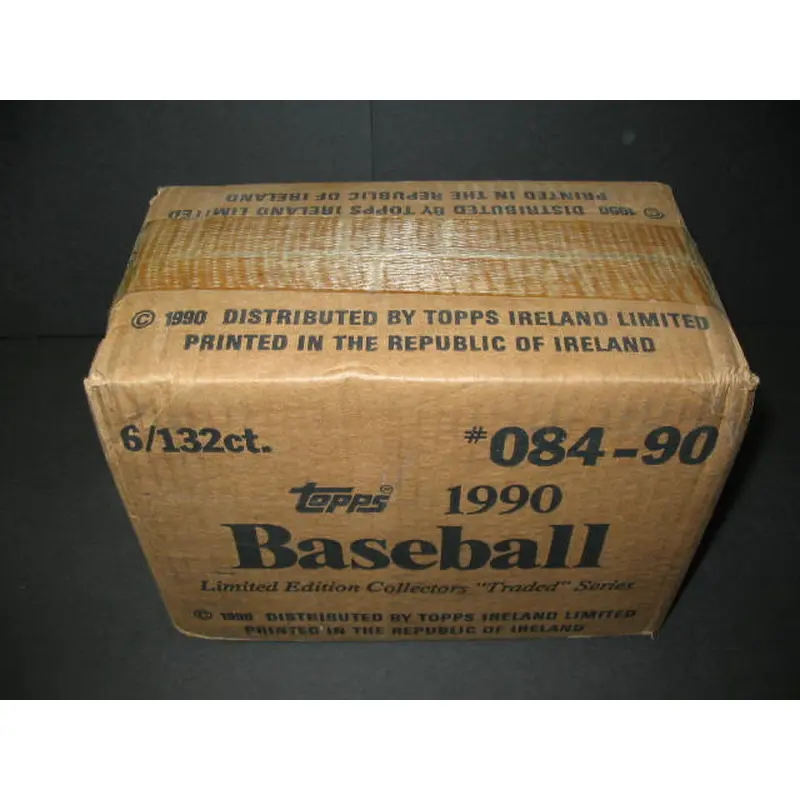 PRINTED IN THE REPUBLIC OF IRELAND
© 1990 DISTRIBUTED BY TOPPS IRELAND LIMITED
© 1990 DISTRIBUTED BY TOPPS IRELAND LIMITED
PRINTED IN THE REPUBLIC OF IRELAND
6/132ct. #084-90
topps® 1990
Baseball
Limited Edition Collectors "Traded" Series
© 1990 DISTRIBUTED BY TOPPS IRELAND LIMITED
PRINTED IN THE REPUBLIC OF IRELAND